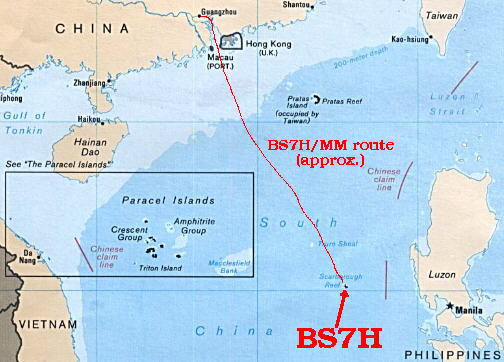 Guangzhou
Shantou
Taiwan
CHINA
Hong Kong
(U.K.)
Macau
(PORT.)
Kao-hsiung
200-meter depth
Zhanjiang
Pratas
Island
(occupied by
Taiwan)
Pratas Reef
Luzon
Strait
iphong
Haikou
Gulf of
Tonkin
Hainan
Dao
See "The Paracel Islands."
BS7H/MM route
(approx.)
Chinese
claim
line
Paracel Islands
Crescent
Group
Amphitrite
Group
Triton Island
Chinese
claim
line
Macclesfield
Bank
Da
Nang
South
Truro Shoal
Scarborough
Reef
Luzon
Manila
BS7H
VIETNAM
China
PHILIPPINES